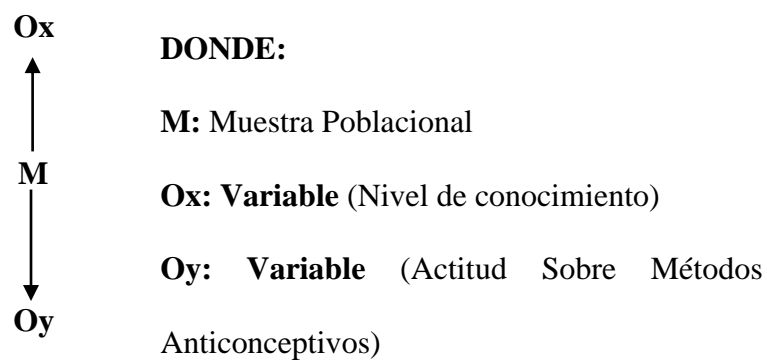 Ox
DONDE:
M: Muestra Poblacional
M
Ox: Variable (Nivel de conocimiento)
Oy: Variable (Actitud Sobre Métodos
Oy
Anticonceptivos)